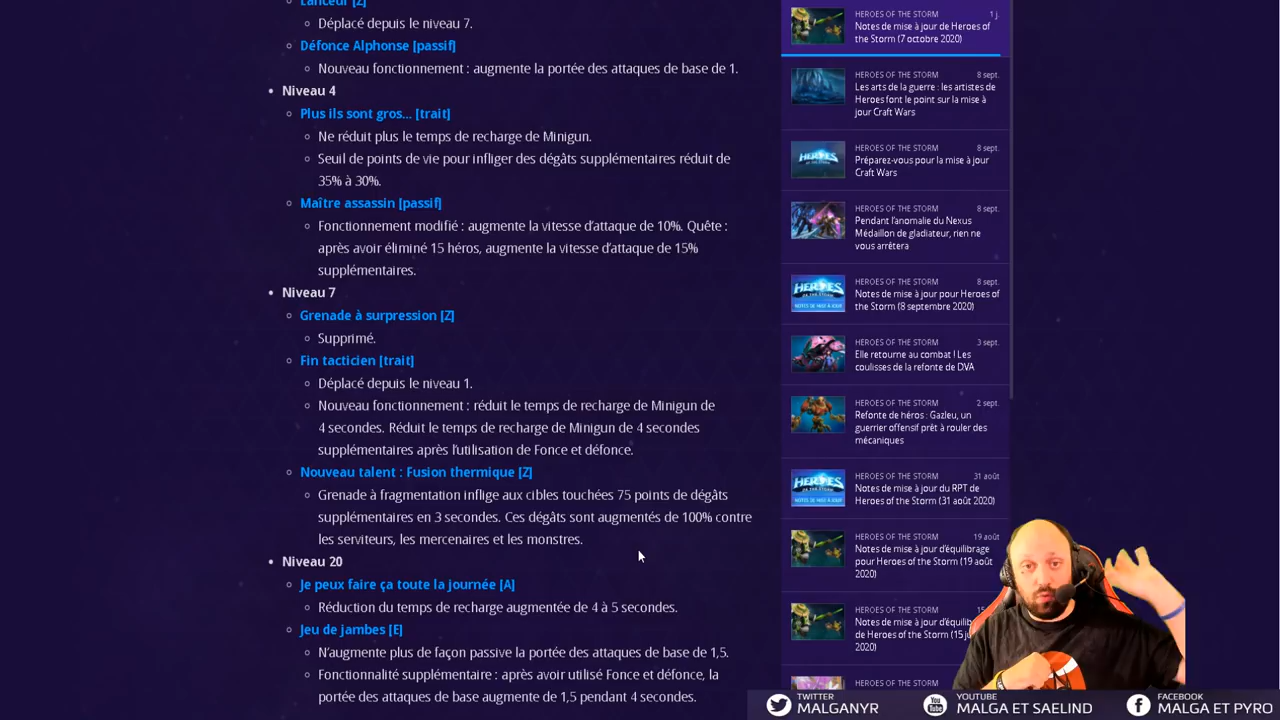 Lanceur [Z]
Déplacé depuis le niveau 7.
Défonce Alphonse [passif]
Nouveau fonctionnement : augmente la portée des attaques de base de 1.
Niveau 4
Plus ils sont gros... [trait]
Ne réduit plus le temps de recharge de Minigun.
Seuil de points de vie pour infliger des dégâts supplémentaires réduit de
35% à 30%.
Maître assassin [passif]
Fonctionnement modifié : augmente la vitesse d'attaque de 10%. Quête :
après avoir éliminé 15 héros, augmente la vitesse d'attaque de 15%
supplémentaires.
Niveau 7
Grenade à surpression [Z]
Supprimé.
Fin tacticien [trait]
Déplacé depuis le niveau 1.
Nouveau fonctionnement : réduit le temps de recharge de Minigun de
4 secondes. Réduit le temps de recharge de Minigun de 4 secondes
supplémentaires après l'utilisation de Fonce et défonce.
Nouveau talent : Fusion thermique [Z]
Grenade à fragmentation inflige aux cibles touchées 75 points de dégâts
supplémentaires en 3 secondes. Ces dégâts sont augmentés de 100% contre
les serviteurs, les mercenaires et les monstres.
Niveau 20
Je peux faire ça toute la journée [A]
Réduction du temps de recharge augmentée de 4 à 5 secondes.
Jeu de jambes [E]
N'augmente plus de façon passive la portée des attaques de base de 1,5.
Fonctionnalité supplémentaire : après avoir utilisé Fonce et défonce, la
portée des attaques de base augmente de 1,5 pendant 4 secondes.
HEROES OF THE STORM 1 j.
Notes de mise à jour de Heroes of
the Storm (7 octobre 2020)
HEROES OF THE STORM 8 sept.
Les arts de la guerre : les artistes de
Heroes font le point sur la mise à
jour Craft Wars
HEROES OF THE STORM 8 sept.
Préparez-vous pour la mise à jour
Craft Wars
HEROES OF THE STORM 8 sept.
Pendant l'anomalie du Nexus
Médaillon de gladiateur, rien ne
vous arrêtera
HEROES OF THE STORM 8 sept.
Notes de mise à jour pour Heroes of
the Storm (8 septembre 2020)
HEROES OF THE STORM 3 sept.
Elle retourne au combat ! Les
coulisses de la refonte de D.VA
HEROES OF THE STORM 2 sept.
Refonte de héros : Gazleu, un
guerrier offensif prêt à rouler des
mécaniques
HEROES OF THE STORM 31 août
Notes de mise à jour du RPT de
Heroes of the Storm (31 août 2020)
HEROES OF THE STORM 19 août
Notes de mise à jour d'équilibrage
pour Heroes of the Storm (19 août
2020)
HEROES OF THE STORM
Notes de mise à jour
de Heroes of the Storm (15
2020)
HEROES OF THE STORM
HEROES
HEROES
HEROES
TWITTER
MALGANYR
YOUTUBE
MALGA ET SAELIND
FACEBOOK
MALGA ET PYRO